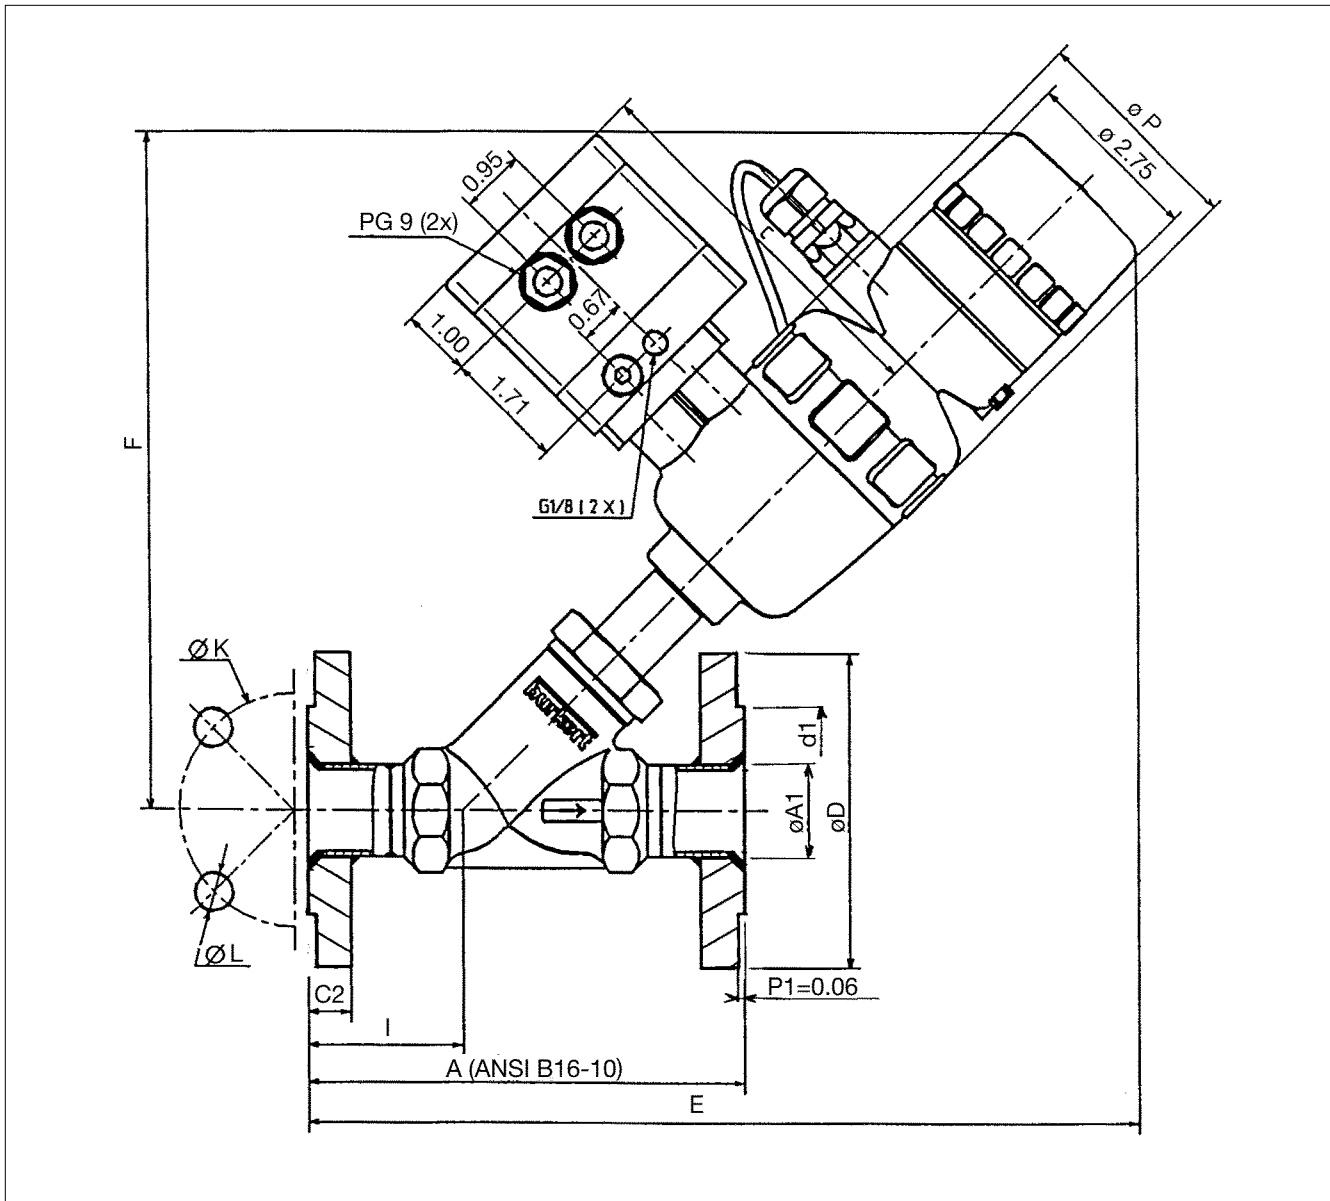 ø P
ø 2.75
0.95
PG 9 (2x)
0.67
1.00
1.71
F
G1/8 ( 2 X )
burkert
ØK
d1
øA1
øD
ØL
C2
P1=0.06
I
A (ANSI B16-10)
E